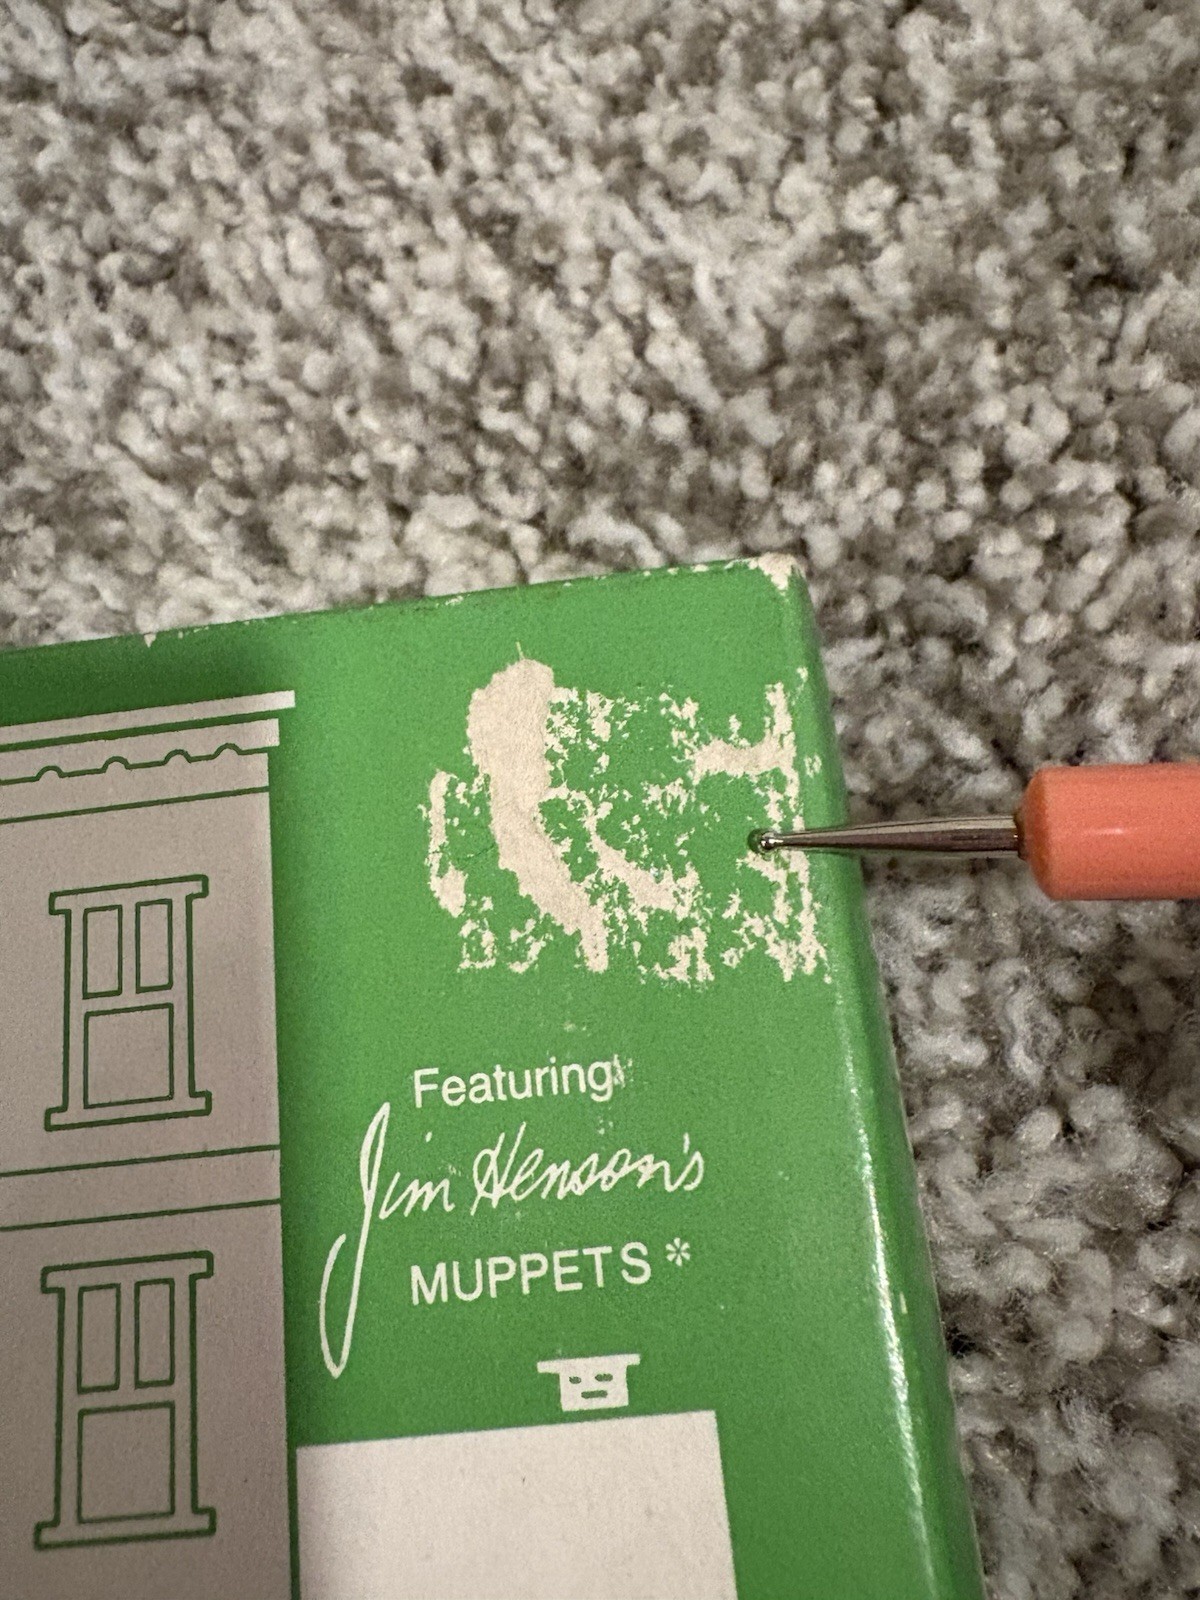 Featuring
Jim Henson's
MUPPETS*